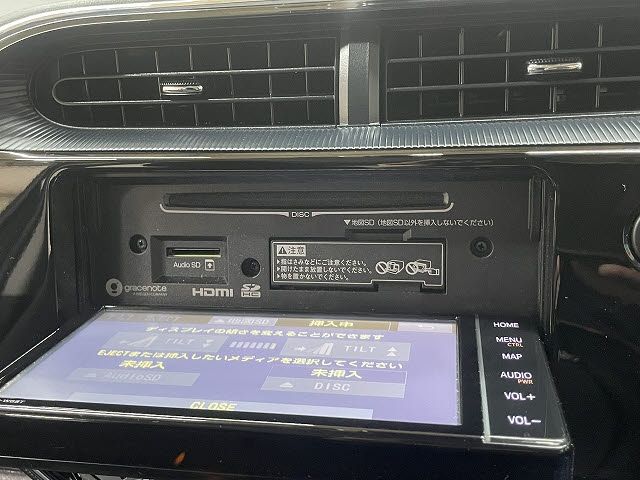 DISC
▼地図SD(地図SD以外を挿入しないでください)
Audio SD
⚠注意
▶指はさみなどにご注意ください。
▶開けたまま放置しないでください。
▶物を置かないでください。
gracenote
HDMI
SD HC
地図SD 挿入中
ディスプレイの傾きを変えることができます
TILT TILT
EJECTまたは挿入したいメディアを選択してください
未挿入 未挿入
AudioSD DISC
CLOSE
HOME
MENU
CTRL
MAP
AUDIO
PWR
VOL+
VOL−